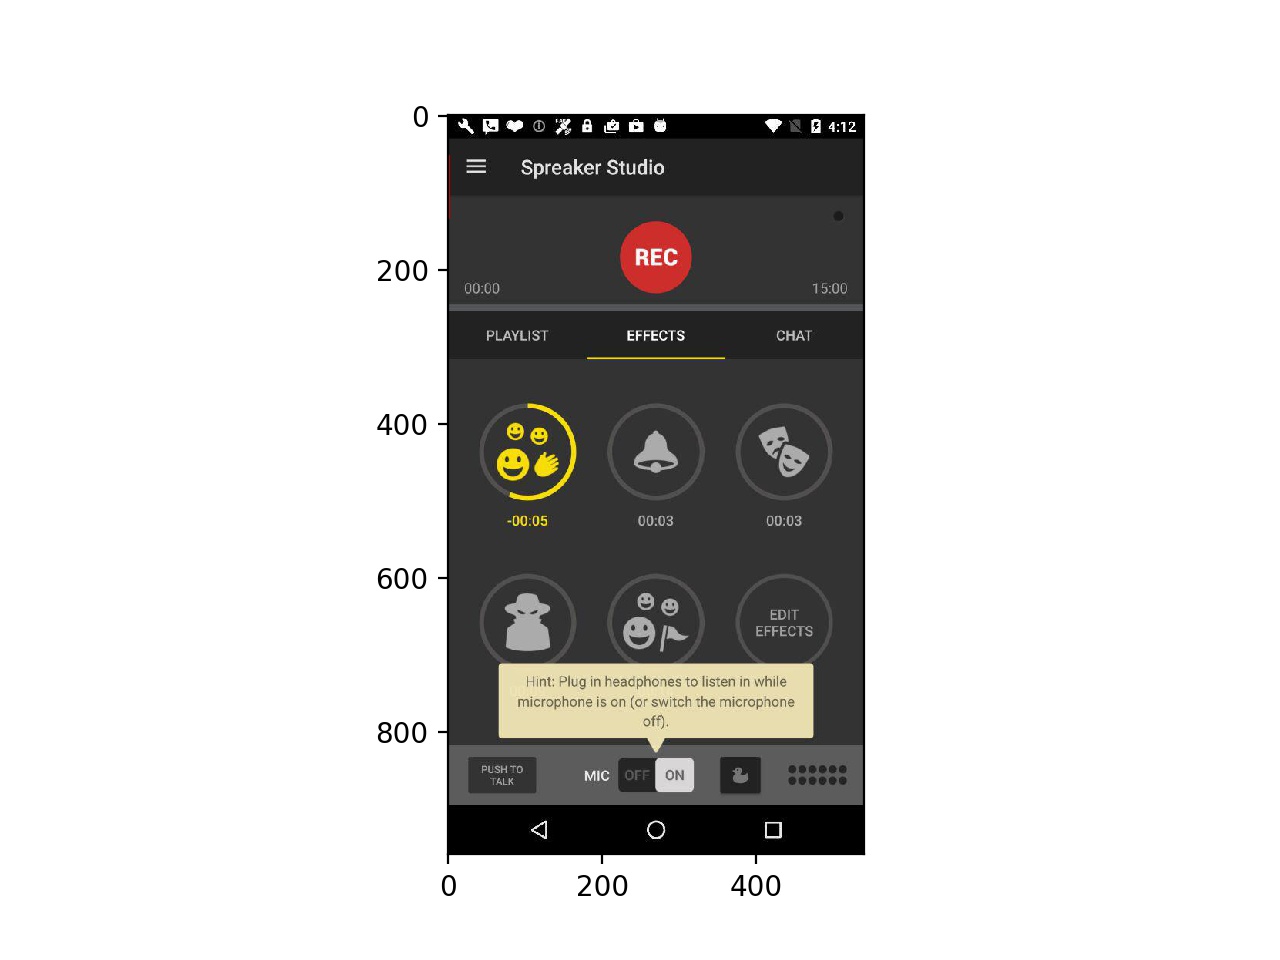 0
200
400
600
800
4:12
Spreaker Studio
REC
00:00
15:00
PLAYLIST
EFFECTS
CHAT
-00:05
00:03
00:03
EDIT
EFFECTS
Hint: Plug in headphones to listen in while
microphone is on (or switch the microphone
off).
PUSH TO
TALK
MIC
OFF
ON
0
200
400